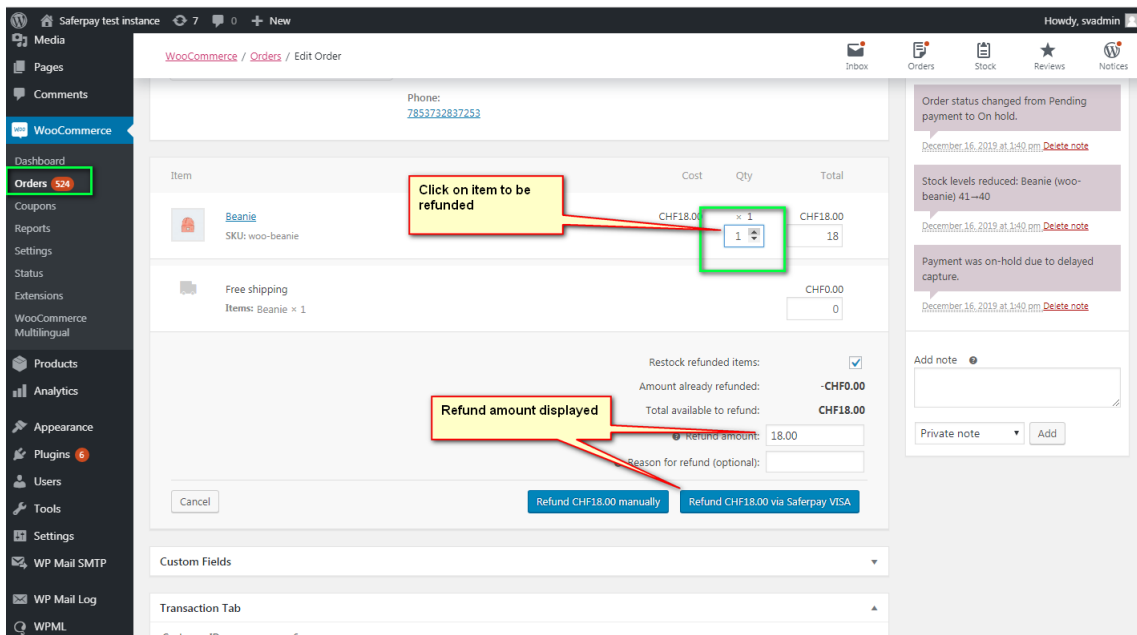 Saferpay test instance 7 0 + New Howdy, svadmin
Media
Pages
Comments
WooCommerce
Dashboard
Orders 524
Coupons
Reports
Settings
Status
Extensions
WooCommerce
Multilingual
Products
Analytics
Appearance
Plugins 6
Users
Tools
Settings
WP Mail SMTP
WP Mail Log
WPML
WooCommerce / Orders / Edit Order
Inbox Orders Stock Reviews Notices
Phone:
7853732837253
Item Cost Qty Total
Click on item to be
refunded
Beanie CHF18.00 × 1 CHF18.00
SKU: woo-beanie 1 18
Free shipping CHF0.00
Items: Beanie × 1 0
Restock refunded items:
Amount already refunded: -CHF0.00
Total available to refund: CHF18.00
Refund amount displayed
Refund amount: 18.00
Reason for refund (optional):
Cancel Refund CHF18.00 manually Refund CHF18.00 via Saferpay VISA
Custom Fields
Transaction Tab
Order status changed from Pending
payment to On hold.
December 16, 2019 at 1:40 pm Delete note
Stock levels reduced: Beanie (woo-
beanie) 41→40
December 16, 2019 at 1:40 pm Delete note
Payment was on-hold due to delayed
capture.
December 16, 2019 at 1:40 pm Delete note
Add note
Private note Add